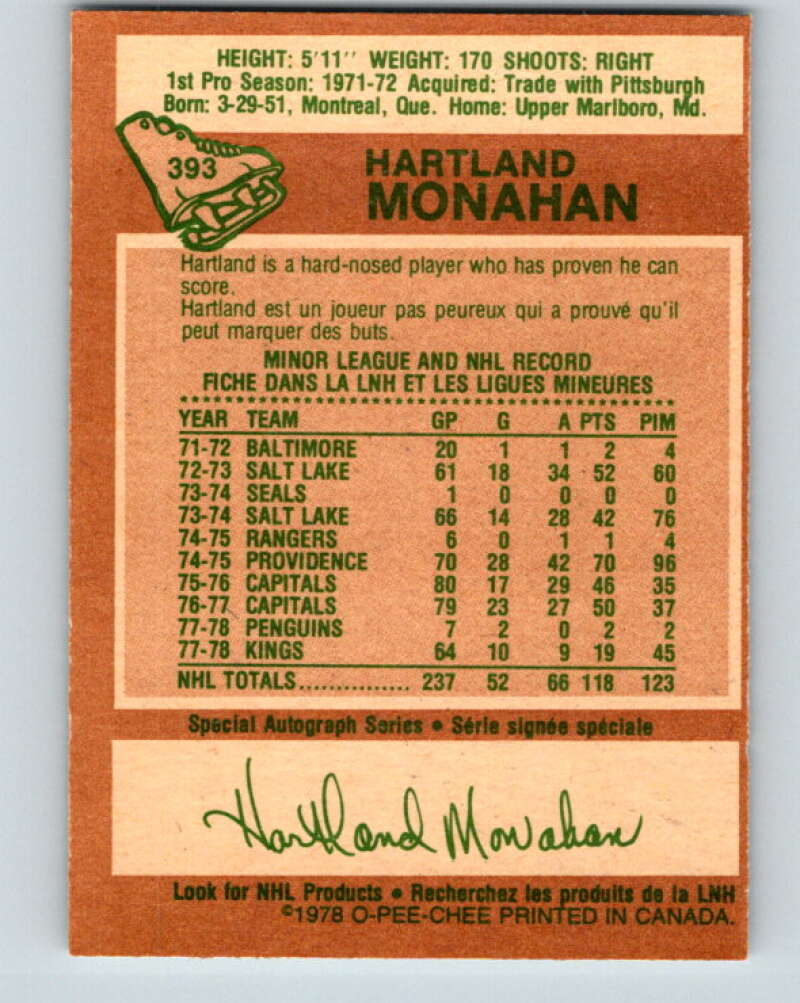 HEIGHT: 5'11'' WEIGHT: 170 SHOOTS: RIGHT
1st Pro Season: 1971-72 Acquired: Trade with Pittsburgh
Born: 3-29-51, Montreal, Que. Home: Upper Marlboro, Md.
393
HARTLAND
MONAHAN
Hartland is a hard-nosed player who has proven he can
score.
Hartland est un joueur pas peureux qui a prouvé qu'il
peut marquer des buts.
MINOR LEAGUE AND NHL RECORD
FICHE DANS LA LNH ET LES LIGUES MINEURES
YEAR TEAM GP G A PTS PIM
71-72 BALTIMORE 20 1 1 2 4
72-73 SALT LAKE 61 18 34 52 60
73-74 SEALS 1 0 0 0 0
73-74 SALT LAKE 66 14 28 42 76
74-75 RANGERS 6 0 1 1 4
74-75 PROVIDENCE 70 28 42 70 96
75-76 CAPITALS 80 17 29 46 35
76-77 CAPITALS 79 23 27 50 37
77-78 PENGUINS 7 2 0 2 2
77-78 KINGS 64 10 9 19 45
NHL TOTALS............... 237 52 66 118 123
Special Autograph Series • Série signée spéciale
Hartland Monahan
Look for NHL Products • Recherchez les produits de la LNH
©1978 O-PEE-CHEE PRINTED IN CANADA.